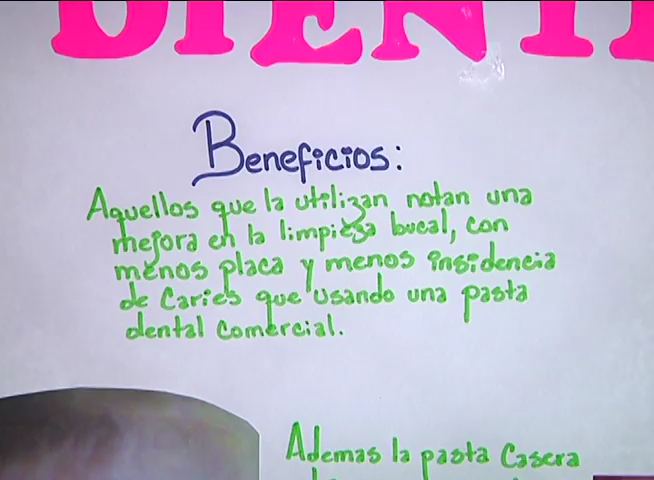 DIENT
Beneficios:
Aquellos que la utilizan notan una
mejora en la limpieza bucal, con
menos placa y menos insidencia
de Caries que usando una pasta
dental comercial.
Ademas la pasta Casera